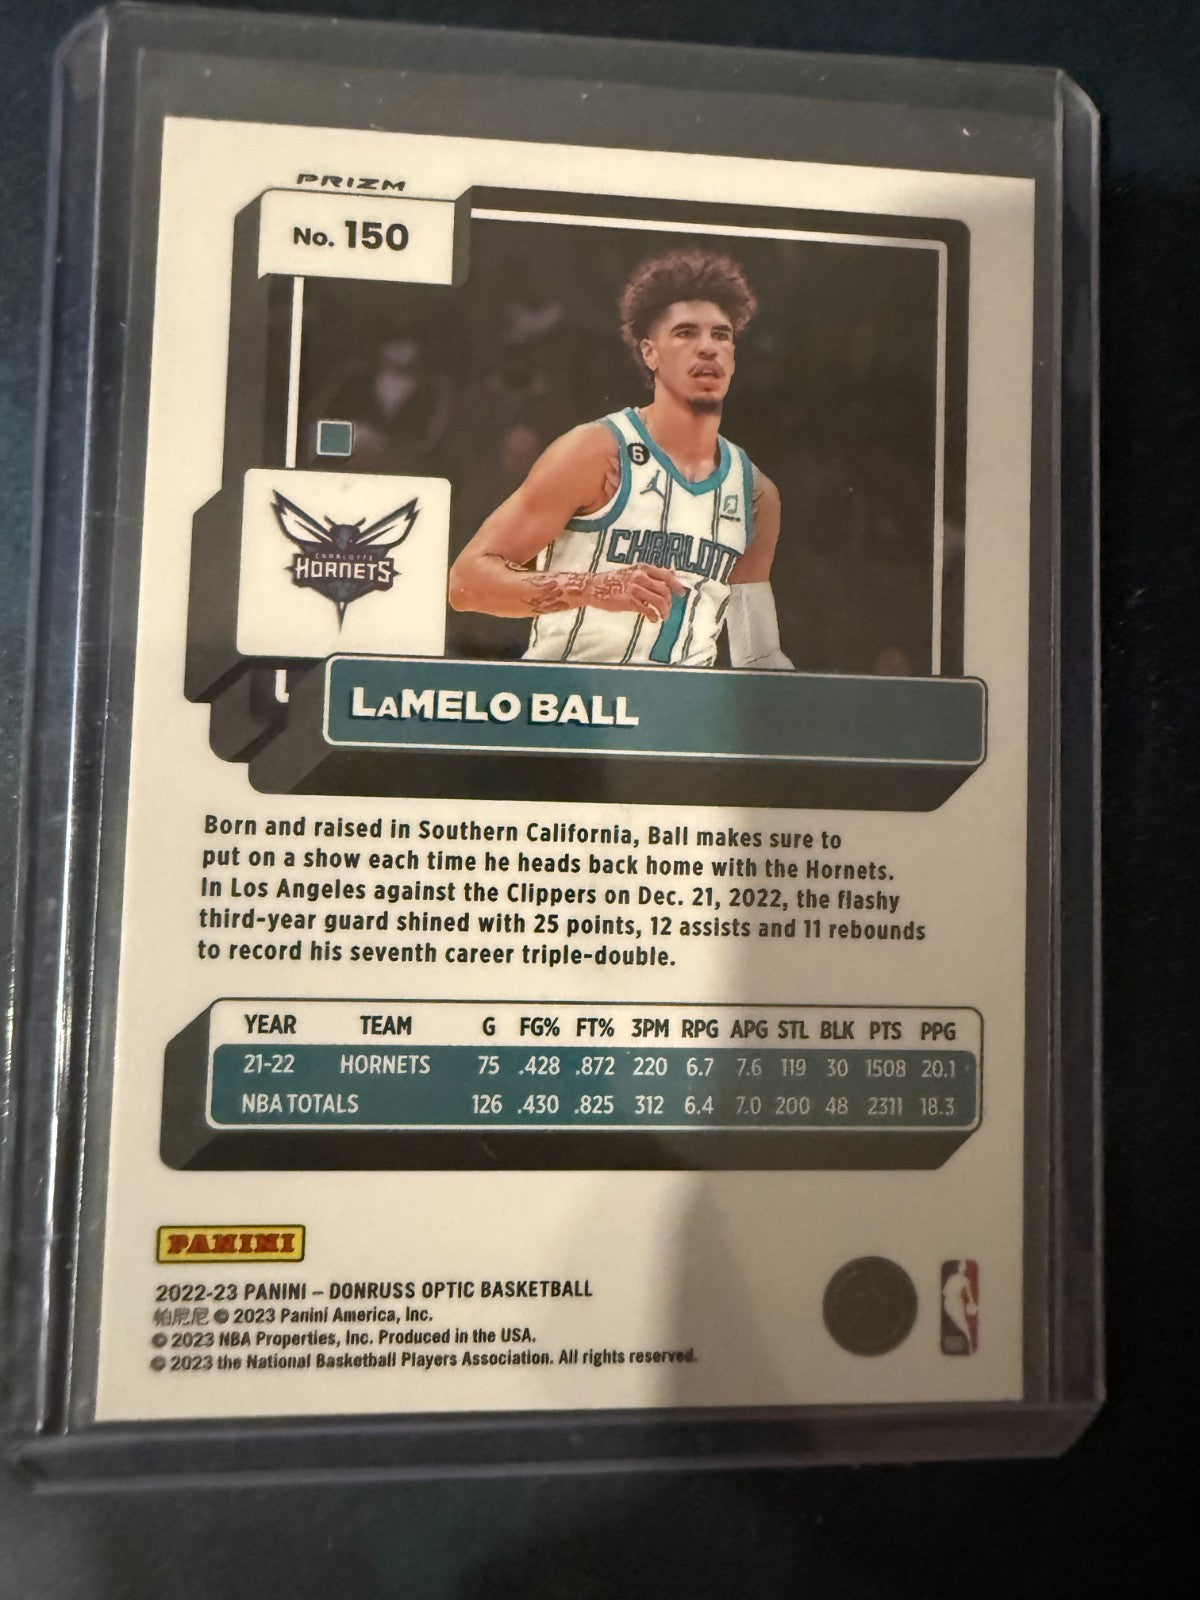 PRIZM
No. 150
6
CHARLOTT
1
CHARLOTTE
HORNETS
LAMELO BALL
Born and raised in Southern California, Ball makes sure to
put on a show each time he heads back home with the Hornets.
In Los Angeles against the Clippers on Dec. 21, 2022, the flashy
third-year guard shined with 25 points, 12 assists and 11 rebounds
to record his seventh career triple-double.
YEAR TEAM G FG% FT% 3PM RPG APG STL BLK PTS PPG
21-22 HORNETS 75 .428 .872 220 6.7 7.6 119 30 1508 20.1
NBA TOTALS 126 .430 .825 312 6.4 7.0 200 48 2311 18.3
PANINI
2022-23 PANINI – DONRUSS OPTIC BASKETBALL
帕尼尼 © 2023 Panini America, Inc.
© 2023 NBA Properties, Inc. Produced in the USA.
© 2023 the National Basketball Players Association. All rights reserved.